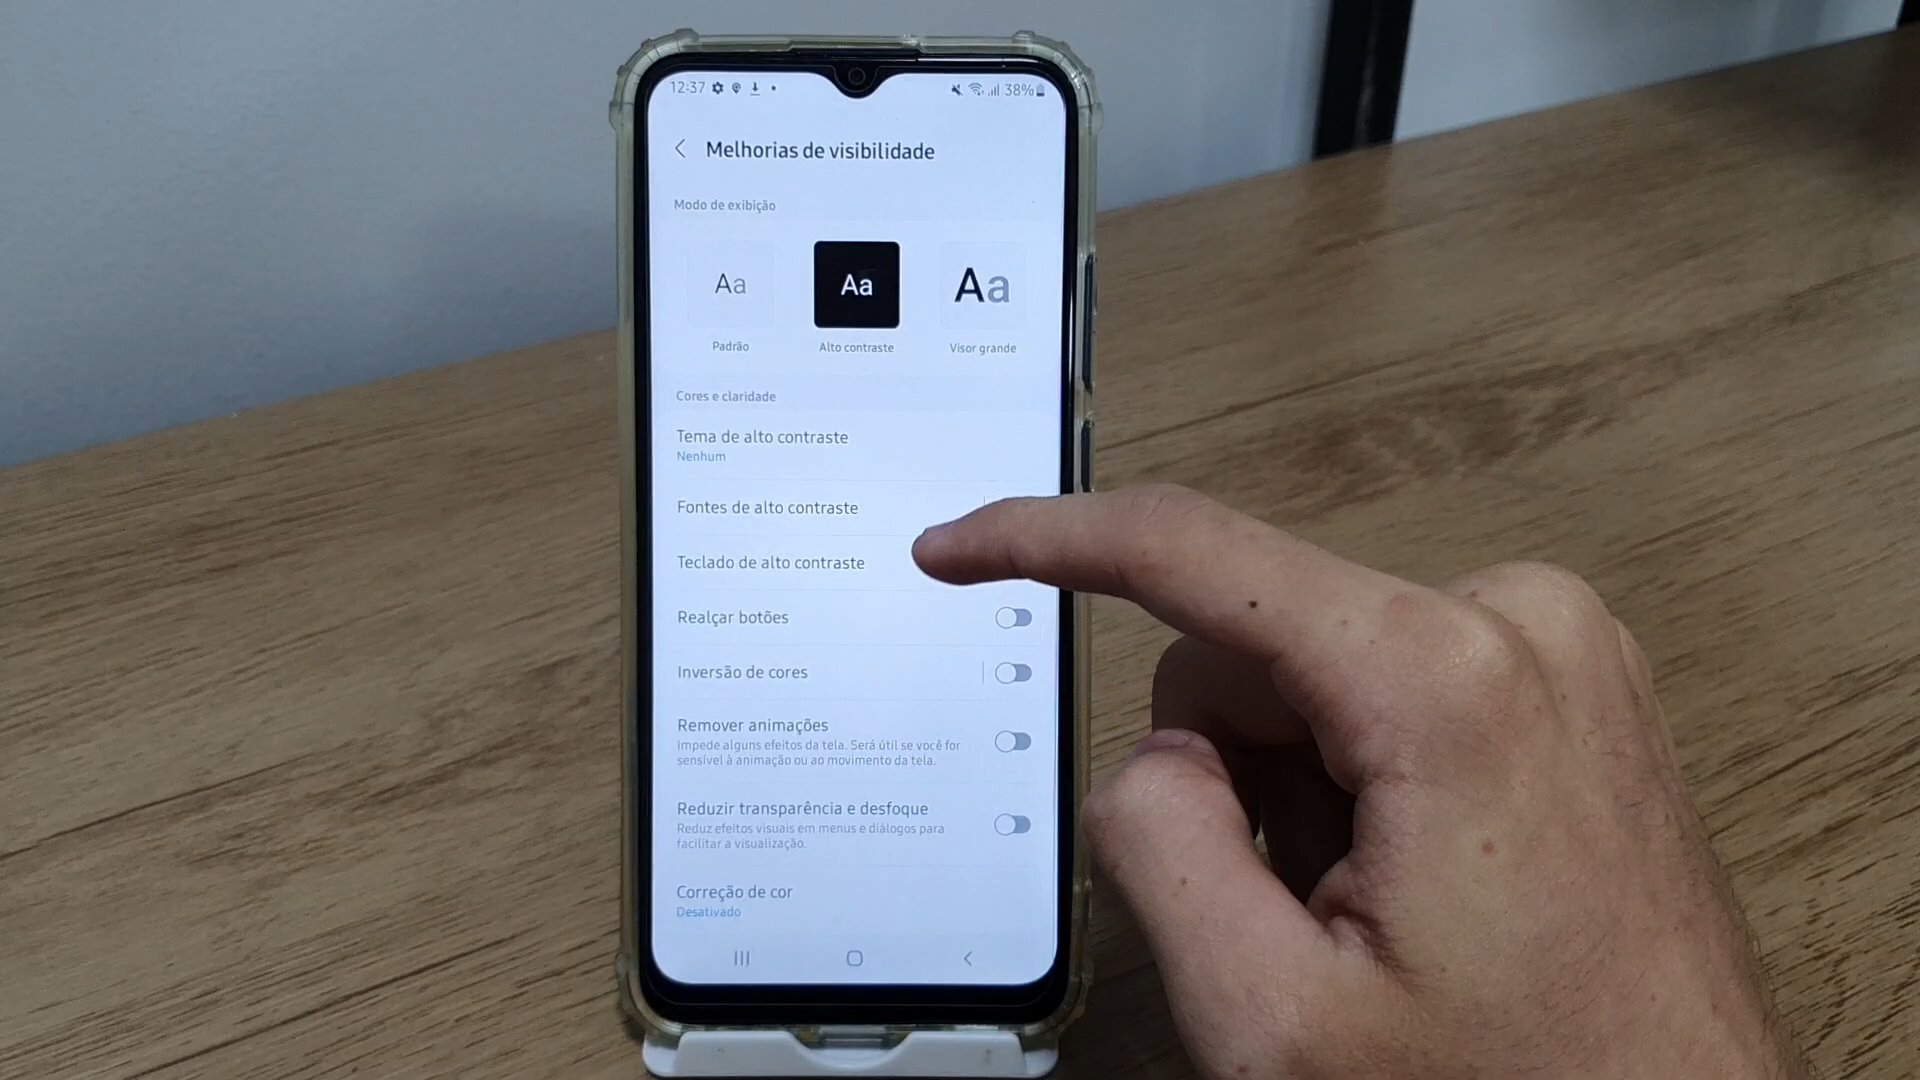 12:37
38%
Melhorias de visibilidade
Modo de exibição
Aa
Aa
Aa
Padrão
Alto contraste
Visor grande
Cores e claridade
Tema de alto contraste
Nenhum
Fontes de alto contraste
Teclado de alto contraste
Realçar botões
Inversão de cores
Remover animações
Impede alguns efeitos da tela. Será útil se você for
sensível à animação ou ao movimento da tela.
Reduzir transparência e desfoque
Reduz efeitos visuais em menus e diálogos para
facilitar a visualização.
Correção de cor
Desativado